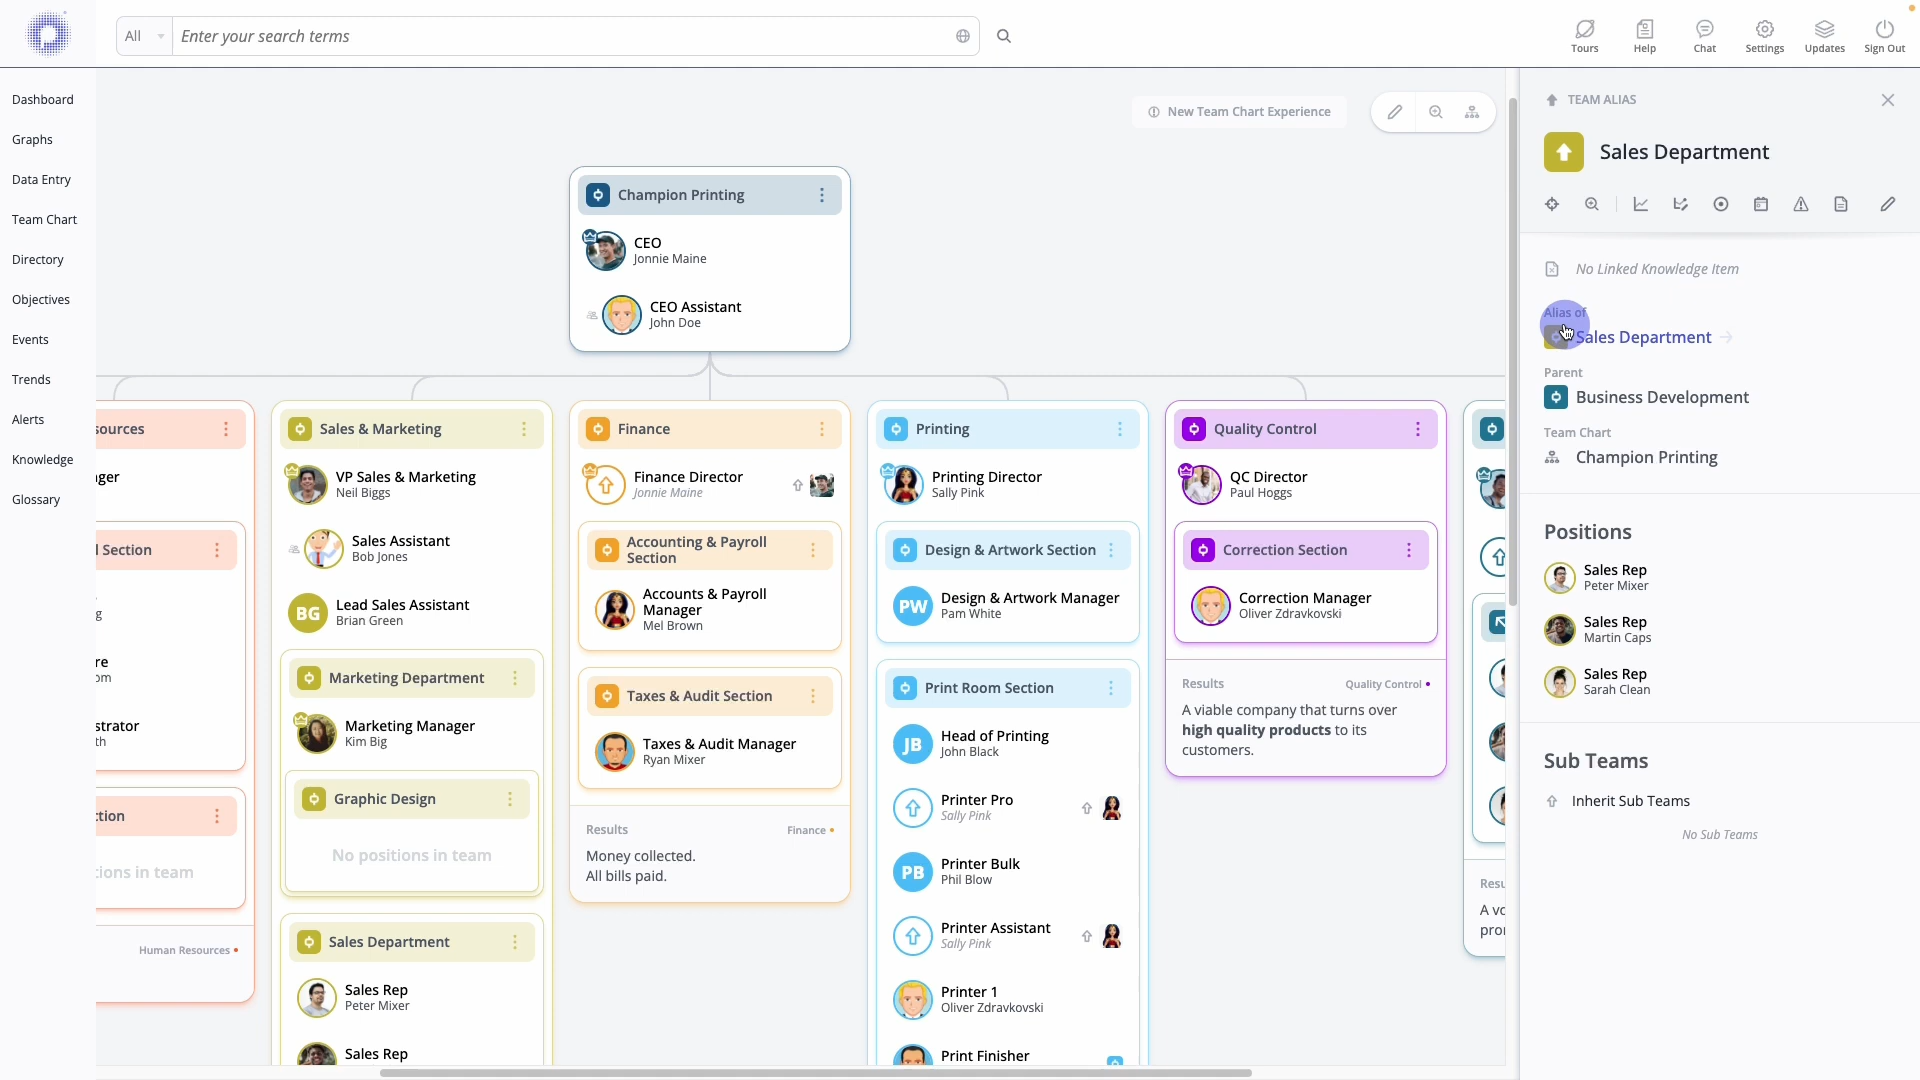 All
Enter your search terms
Tours
Help
Chat
Settings
Updates
Sign Out
Dashboard
Graphs
Data Entry
Team Chart
Directory
Objectives
Events
Trends
Alerts
Knowledge
Glossary
New Team Chart Experience
Champion Printing
CEO
Jonnie Maine
CEO Assistant
John Doe
sources
ger
l Section
g
re
om
strator
th
ction
ions in team
Human Resources
Sales & Marketing
VP Sales & Marketing
Neil Biggs
Sales Assistant
Bob Jones
BG
Lead Sales Assistant
Brian Green
Marketing Department
Marketing Manager
Kim Big
Graphic Design
No positions in team
Sales Department
Sales Rep
Peter Mixer
Sales Rep
Finance
Finance Director
Jonnie Maine
Accounting & Payroll
Section
Accounts & Payroll
Manager
Mel Brown
Taxes & Audit Section
Taxes & Audit Manager
Ryan Mixer
Results
Finance
Money collected.
All bills paid.
Printing
Printing Director
Sally Pink
Design & Artwork Section
PW
Design & Artwork Manager
Pam White
Print Room Section
JB
Head of Printing
John Black
Printer Pro
Sally Pink
PB
Printer Bulk
Phil Blow
Printer Assistant
Sally Pink
Printer 1
Oliver Zdravkovski
Print Finisher
Quality Control
QC Director
Paul Hoggs
Correction Section
Correction Manager
Oliver Zdravkovski
Results
Quality Control
A viable company that turns over
high quality products to its
customers.
Resu
A vo
pror
TEAM ALIAS
Sales Department
No Linked Knowledge Item
Alias of
Sales Department
Parent
Business Development
Team Chart
Champion Printing
Positions
Sales Rep
Peter Mixer
Sales Rep
Martin Caps
Sales Rep
Sarah Clean
Sub Teams
Inherit Sub Teams
No Sub Teams